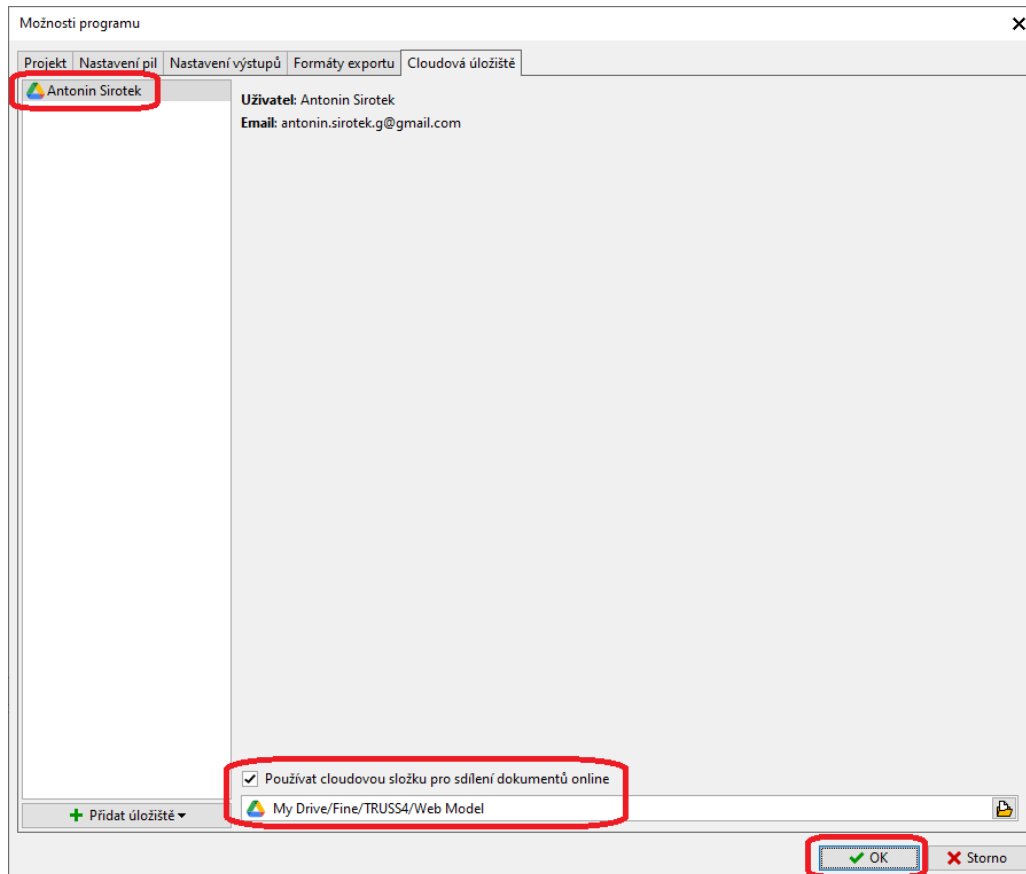 Možnosti programu
Projekt Nastavení pil Nastavení výstupů Formáty exportu Cloudová úložiště
Antonin Sirotek
Uživatel: Antonin Sirotek
Email: antonin.sirotek.g@gmail.com
Používat cloudovou složku pro sdílení dokumentů online
My Drive/Fine/TRUSS4/Web Model
Přidat úložiště
OK Storno